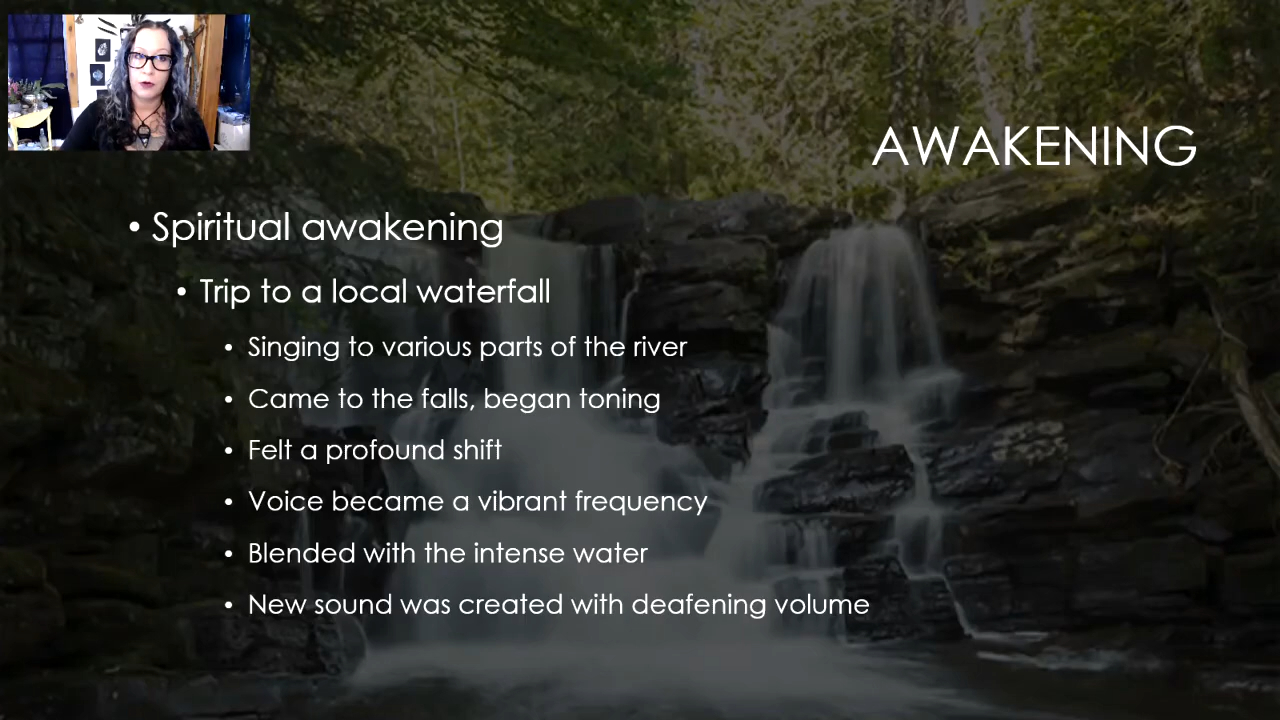 AWAKENING
• Spiritual awakening
• Trip to a local waterfall
• Singing to various parts of the river
• Came to the falls, began toning
• Felt a profound shift
• Voice became a vibrant frequency
• Blended with the intense water
• New sound was created with deafening volume